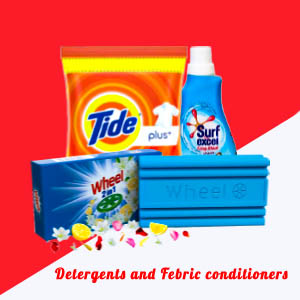 Tide
plus+
Surf
excel
Wheel
2in1
Wheel
Detergents and Febric conditioners